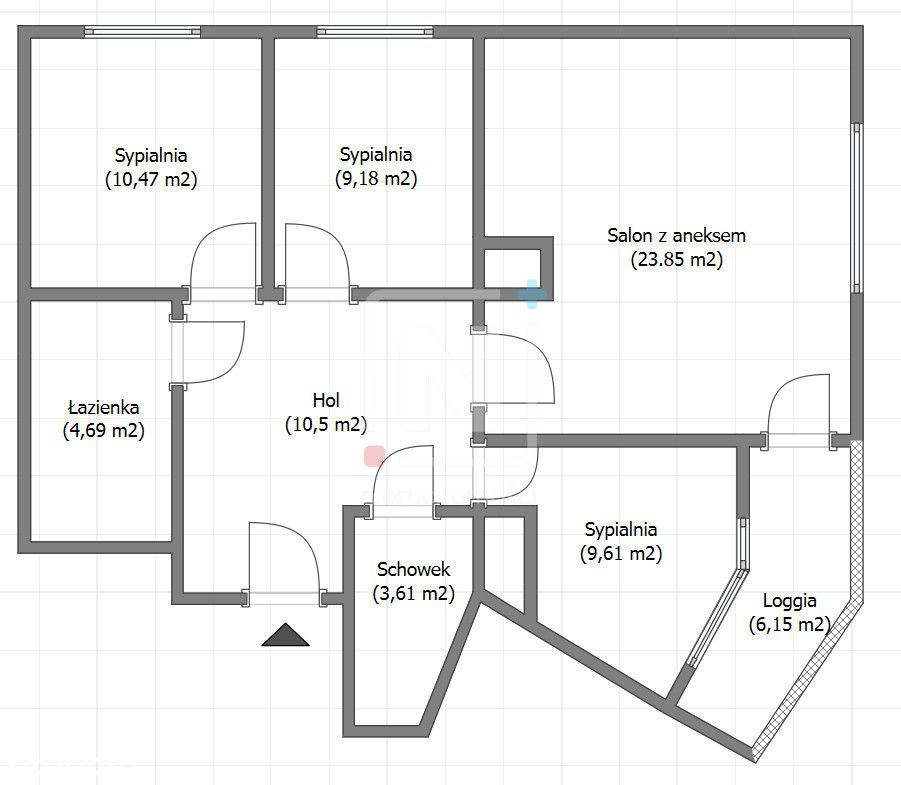 Sypialnia
(10,47 m2)
Sypialnia
(9,18 m2)
Salon z aneksem
(23.85 m2)
Łazienka
(4,69 m2)
Hol
(10,5 m2)
Sypialnia
(9,61 m2)
Schowek
(3,61 m2)
Loggia
(6,15 m2)